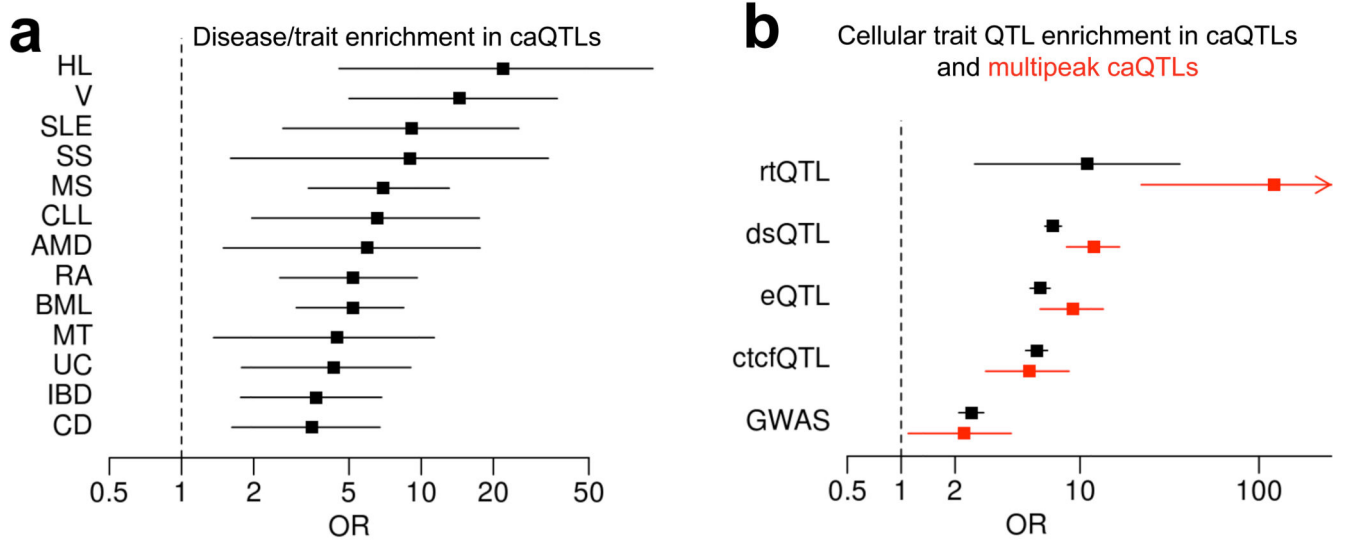 a
Disease/trait enrichment in caQTLs
HL
V
SLE
SS
MS
CLL
AMD
RA
BML
MT
UC
IBD
CD
0.5 1 2 5 10 20 50
OR
b
Cellular trait QTL enrichment in caQTLs
and multipeak caQTLs
rtQTL
dsQTL
eQTL
ctcfQTL
GWAS
0.5 1 2 10 100
OR